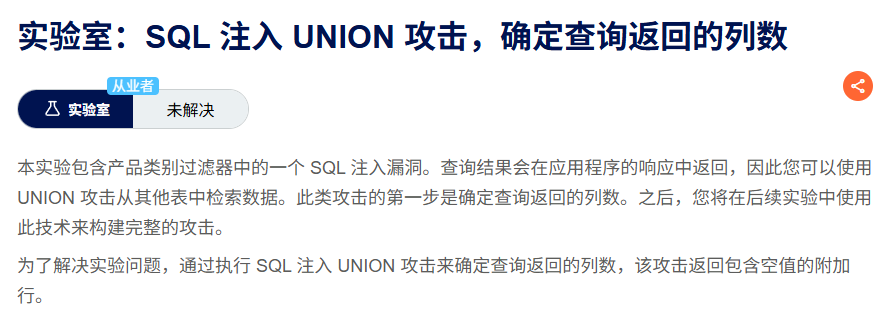 实验室：SQL 注入 UNION 攻击，确定查询返回的列数
从业者
实验室
未解决
本实验包含产品类别过滤器中的一个 SQL 注入漏洞。查询结果会在应用程序的响应中返回，因此您可以使用
UNION 攻击从其他表中检索数据。此类攻击的第一步是确定查询返回的列数。之后，您将在后续实验中使用
此技术来构建完整的攻击。
为了解决实验问题，通过执行 SQL 注入 UNION 攻击来确定查询返回的列数，该攻击返回包含空值的附加
行。